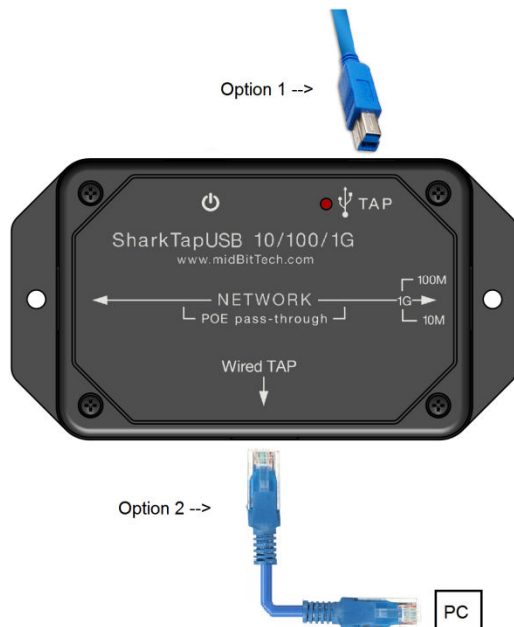 Option 1 -->
TAP
SharkTapUSB 10/100/1G
www.midBitTech.com
NETWORK
100M
1G
10M
POE pass-through
Wired TAP
Option 2 -->
PC